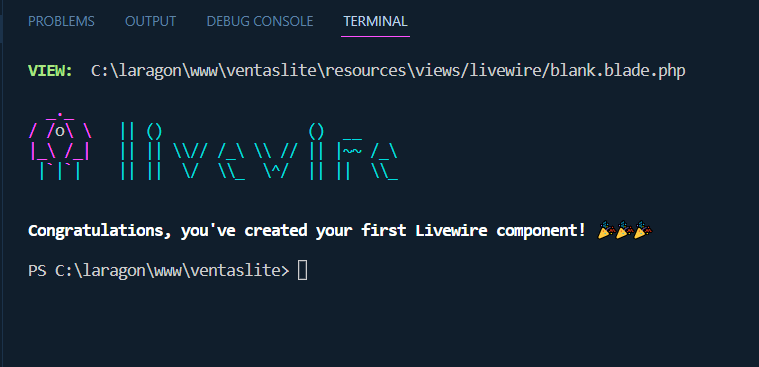 PROBLEMS OUTPUT DEBUG CONSOLE TERMINAL
VIEW:  C:\laragon\www\ventaslite\resources\views/livewire/blank.blade.php
  _._
/ /o\ \   || ()                ()  __
|_\ /_|   || || \\// /_\ \\ // || |~~ /_\
 |`|`|    || ||  \/  \\_  \^/  || ||  \\_
Congratulations, you've created your first Livewire component! 🎉🎉🎉
PS C:\laragon\www\ventaslite>